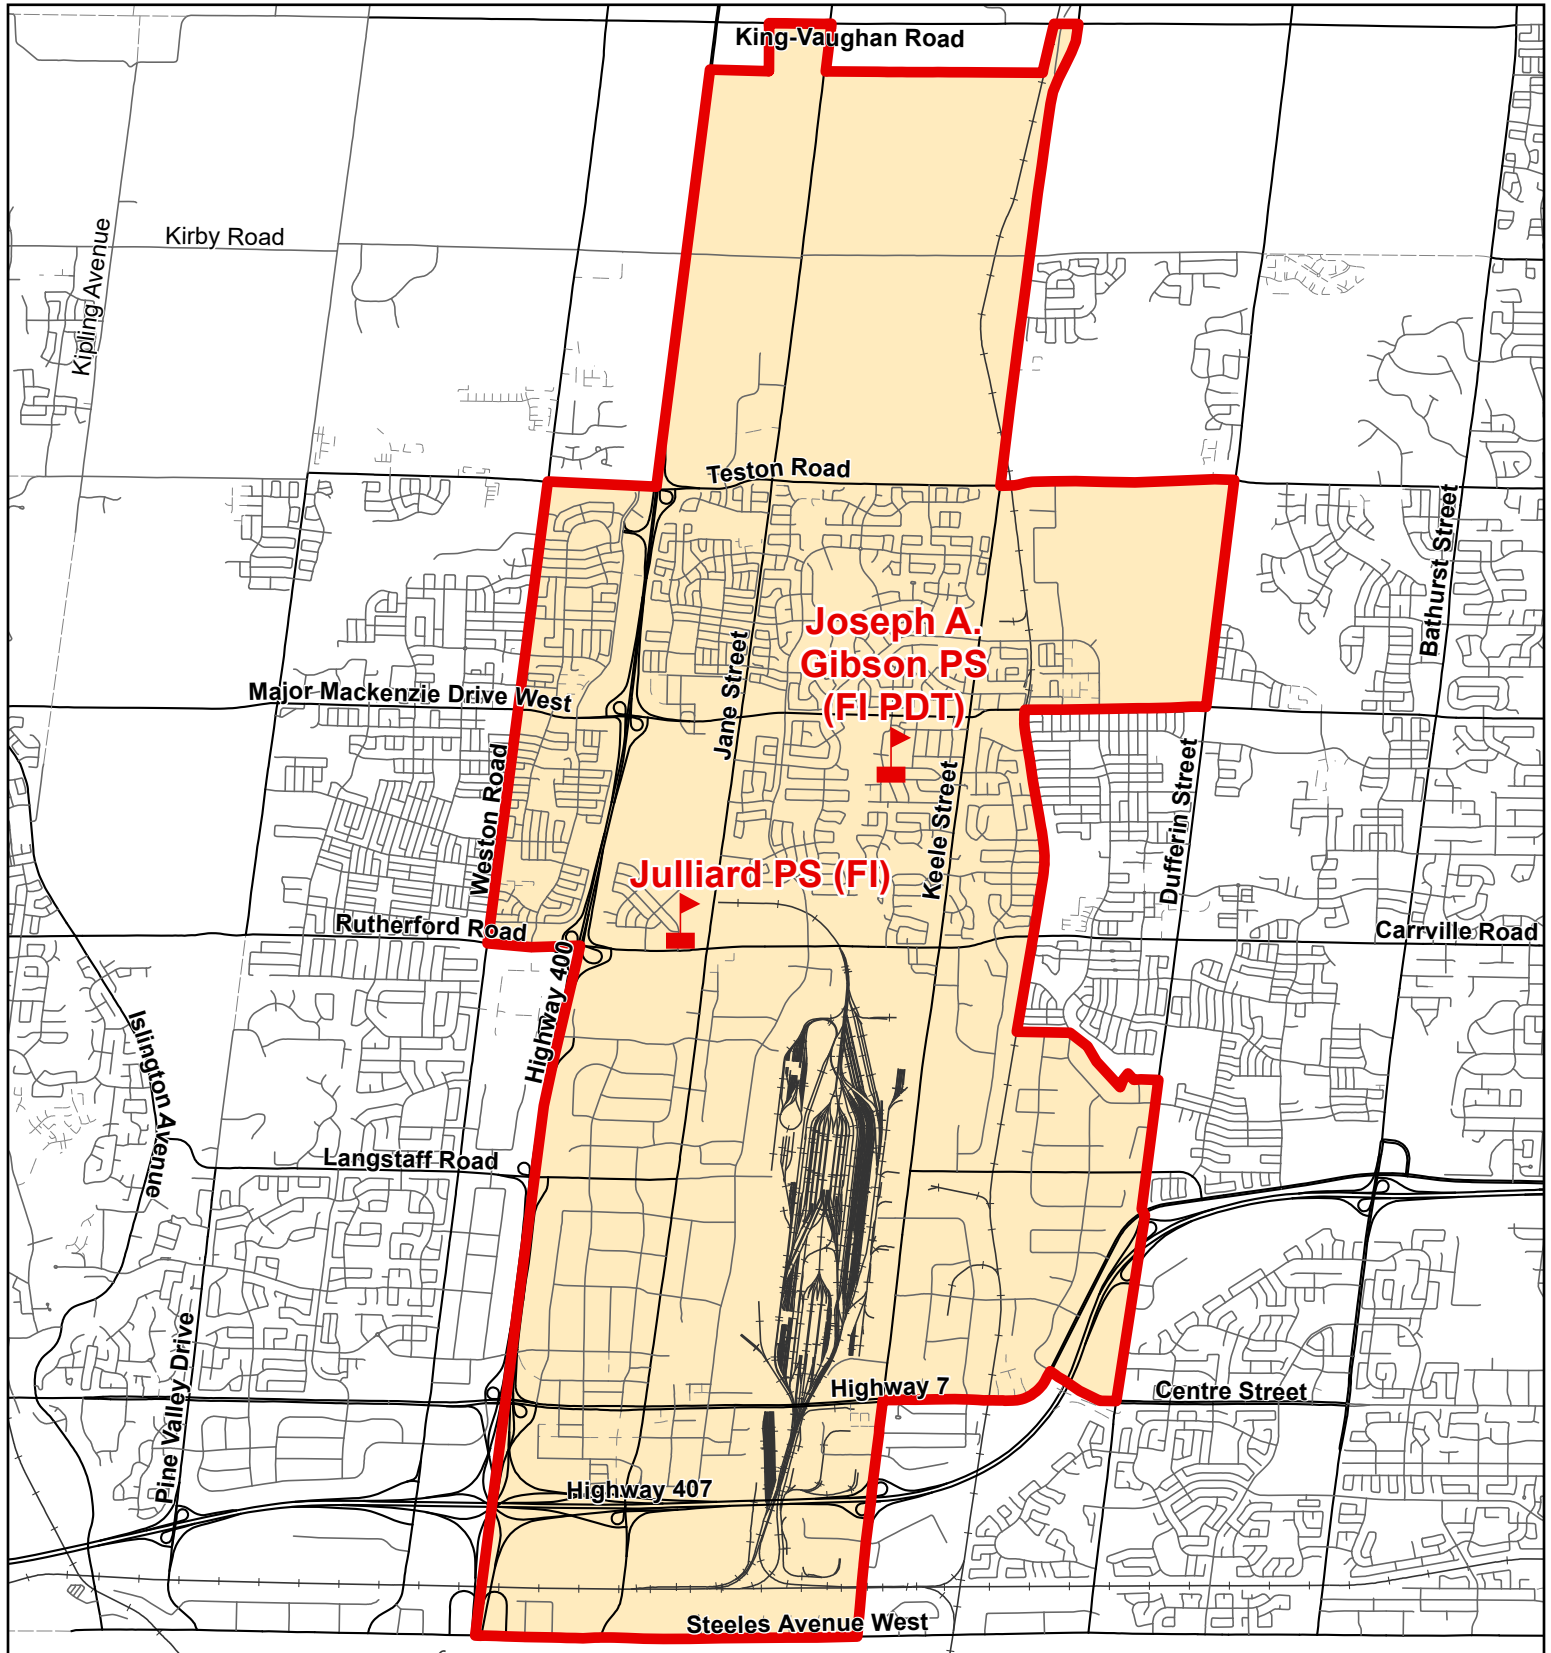 King-Vaughan Road
Kirby Road
Kipling Avenue
Teston Road
Bathurst Street
Joseph A.
Gibson PS
(FI PDT)
Jane Street
Major Mackenzie Drive West
Weston Road
Keele Street
Dufferin Street
Julliard PS (FI)
Rutherford Road
Carrville Road
Highway 400
Islington Avenue
Langstaff Road
Pine Valley Drive
Highway 7
Centre Street
Highway 407
Steeles Avenue West